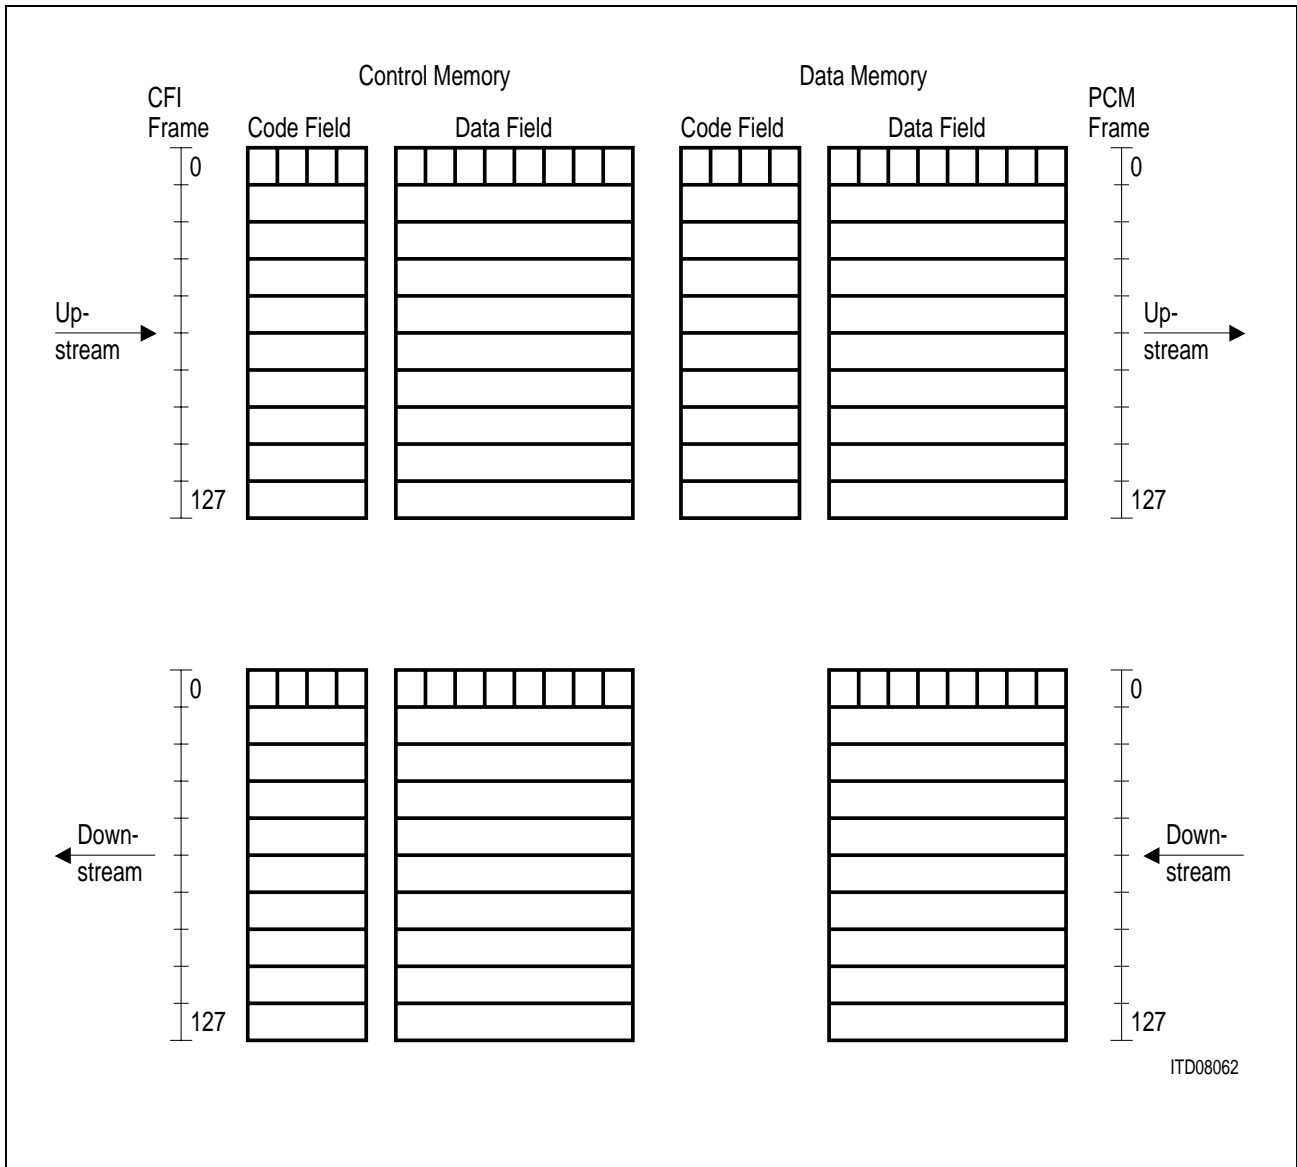 Control Memory
Data Memory
CFI
Frame
Code Field
Data Field
Code Field
Data Field
PCM
Frame
0
0
Up-
stream
Up-
stream
127
127
0
0
Down-
stream
Down-
stream
127
127
ITD08062